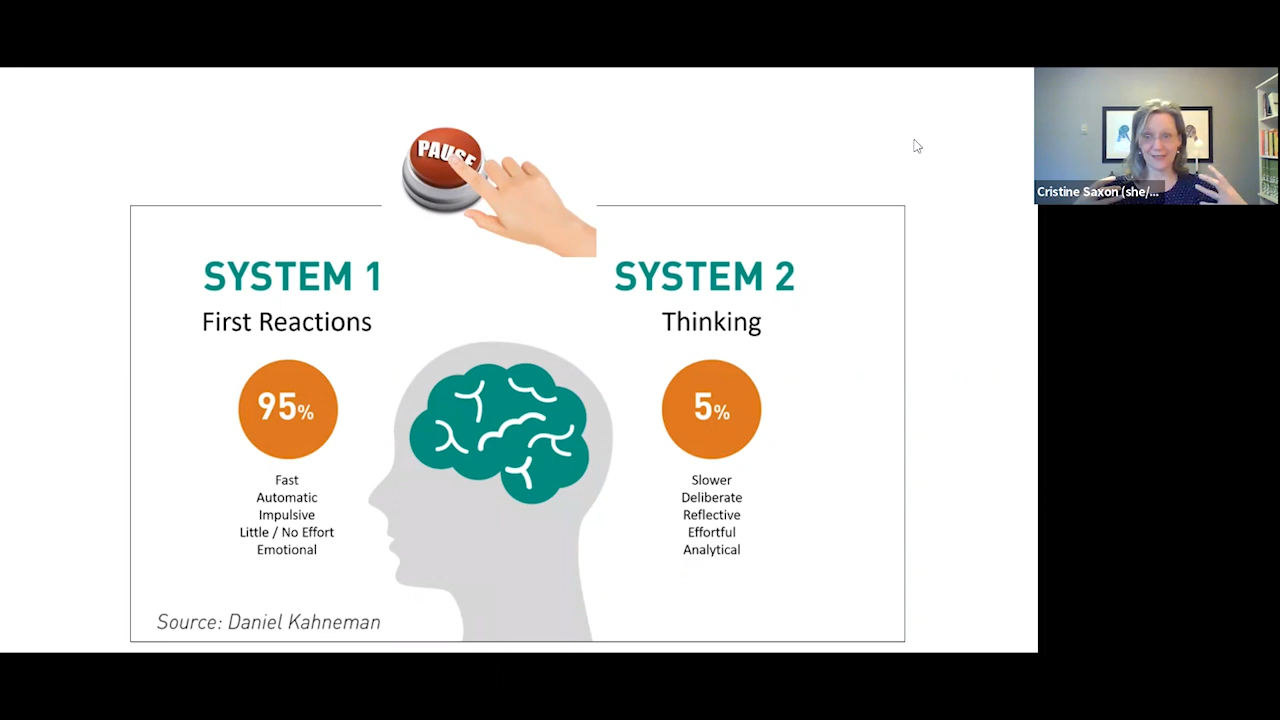 PAUSE
Cristine Saxon (she/...
SYSTEM 1
First Reactions
95%
Fast
Automatic
Impulsive
Little / No Effort
Emotional
SYSTEM 2
Thinking
5%
Slower
Deliberate
Reflective
Effortful
Analytical
Source: Daniel Kahneman